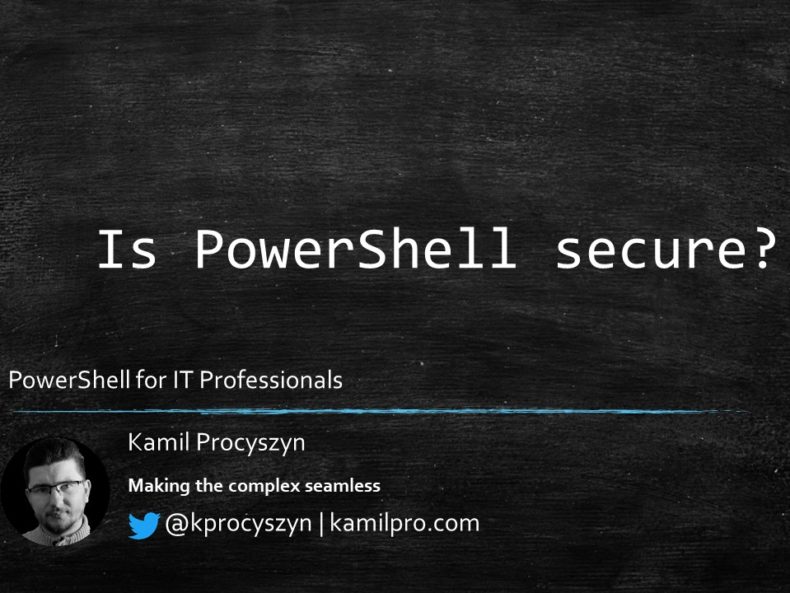 Is PowerShell secure?
PowerShell for IT Professionals
Kamil Procyszyn
Making the complex seamless
@kprocyszyn | kamilpro.com